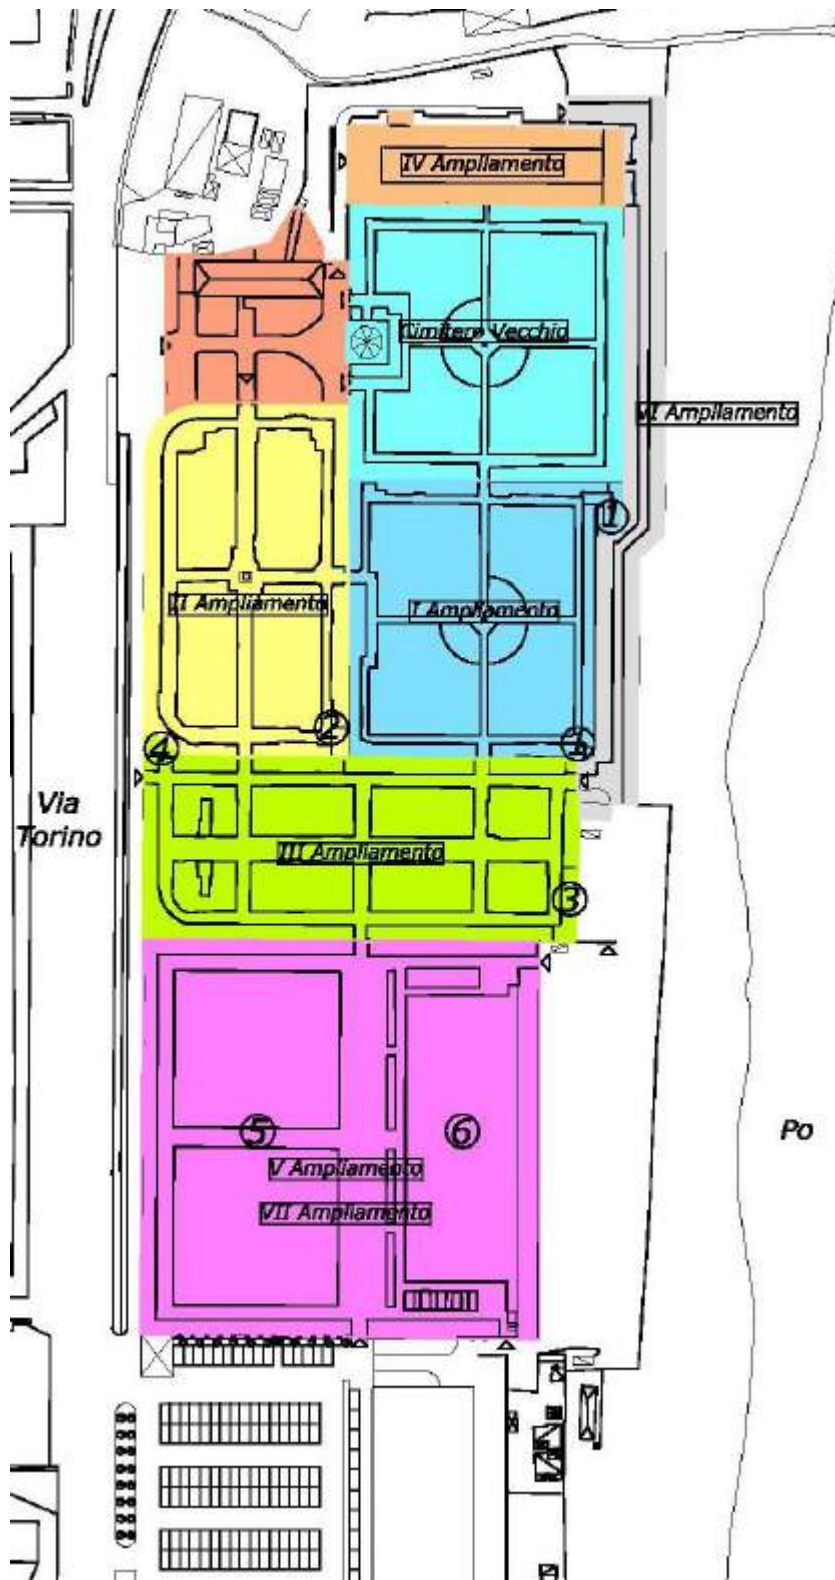 IV Ampliamento
Cimitero Vecchio
VI Ampliamento
1
II Ampliamento
I Ampliamento
2
4
1
Via
Torino
III Ampliamento
3
5
6
Po
V Ampliamento
VII Ampliamento